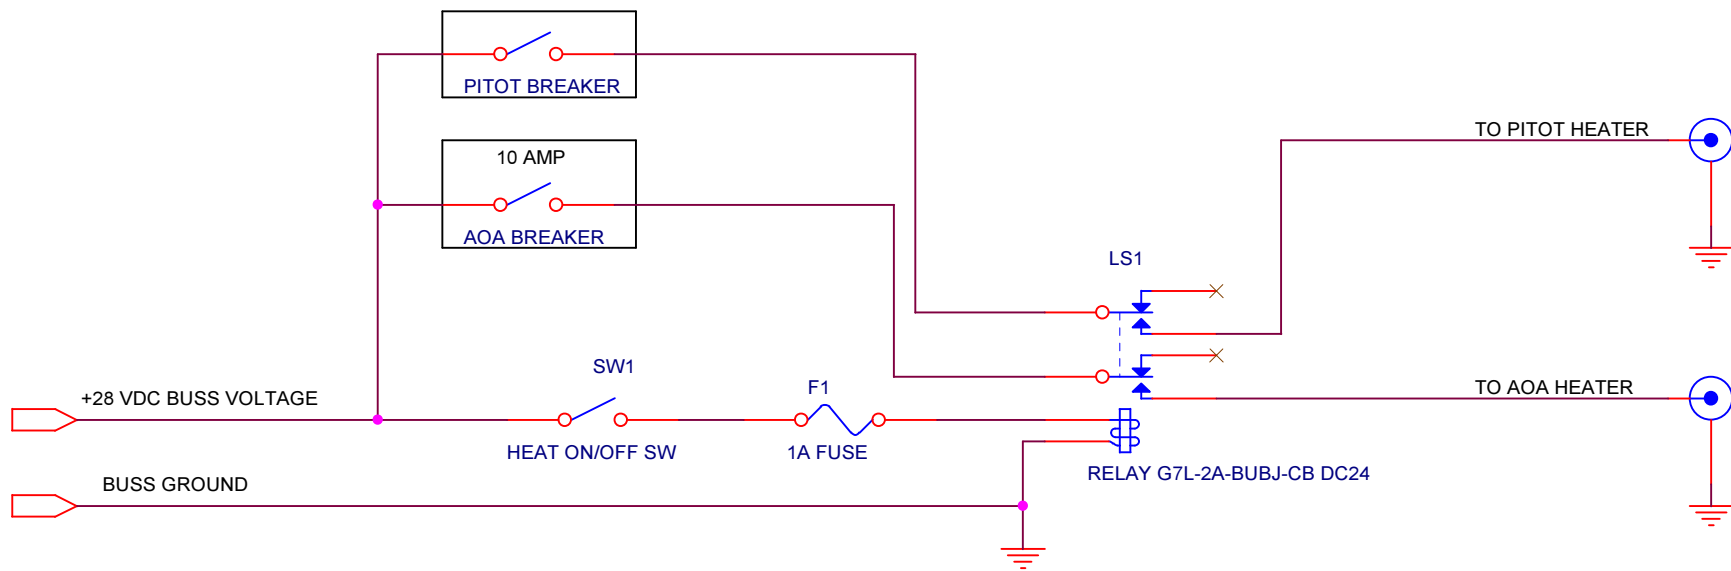 PITOT BREAKER
10 AMP
AOA BREAKER
TO PITOT HEATER
LS1
SW1
F1
TO AOA HEATER
+28 VDC BUSS VOLTAGE
HEAT ON/OFF SW
1A FUSE
RELAY G7L-2A-BUBJ-CB DC24
BUSS GROUND